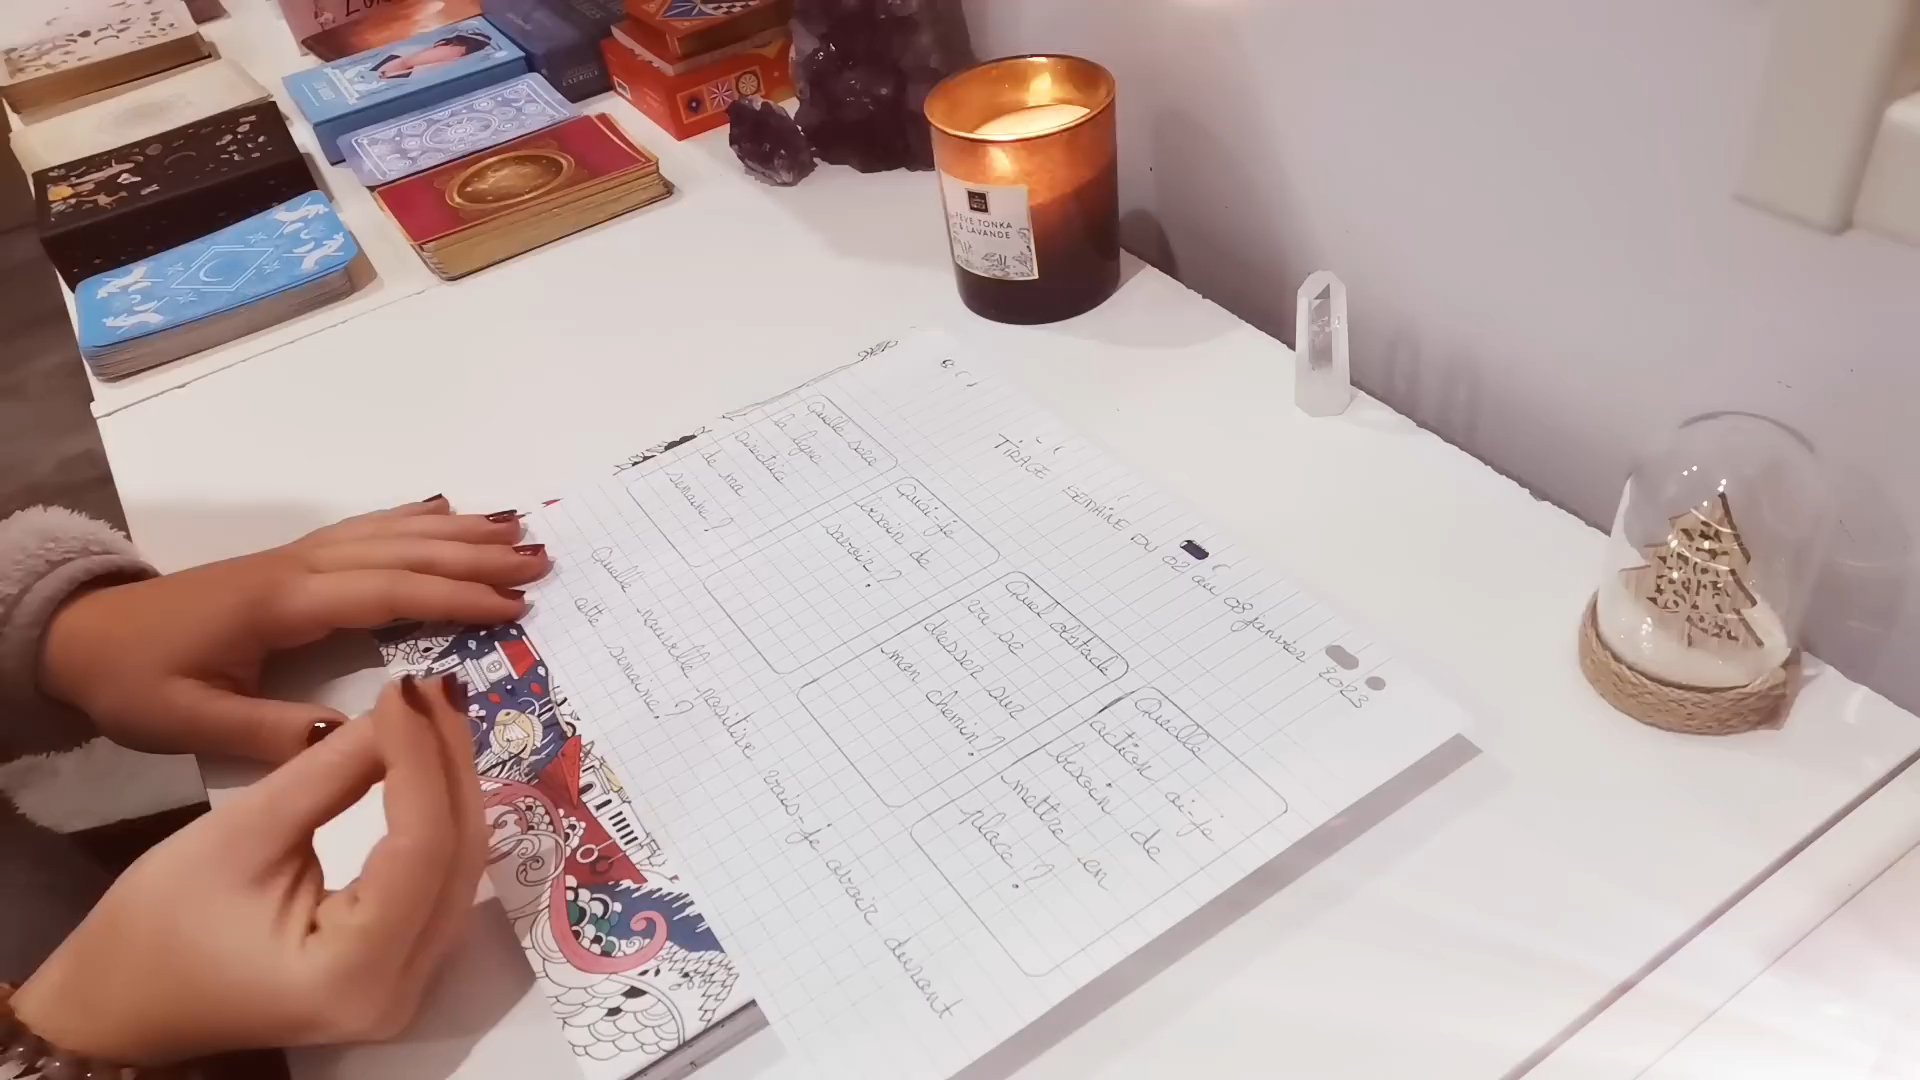 TIRAGE SEMAINE DU 02 au 08 janvier 2023
Quelle sera
la ligne
Directrice
de ma
semaine ?
Qu'ai-je
besoin de
savoir ?
Quel obstacle
va se
dresser sur
mon chemin ?
Quelle
action ai-je
besoin de
mettre en
place ?
Quelle nouvelle positive vais-je avoir durant
cette semaine ?
FEVE TONKA
& LAVANDE